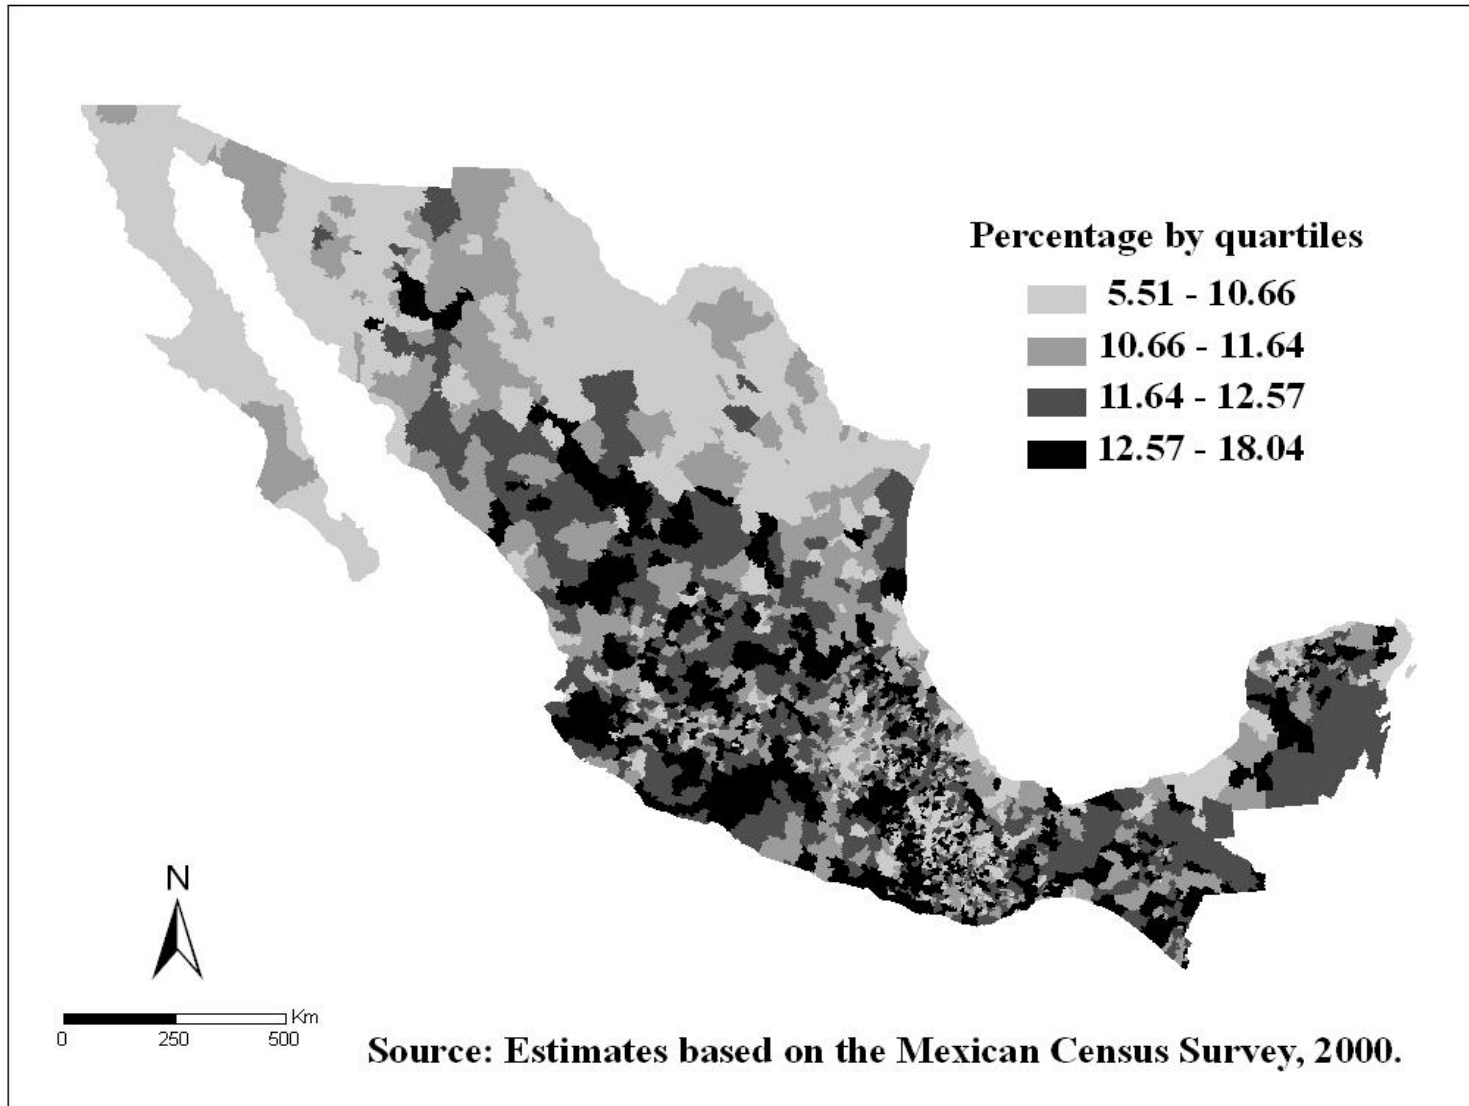 Percentage by quartiles
5.51 - 10.66
10.66 - 11.64
11.64 - 12.57
12.57 - 18.04
N
Km
0 250 500
Source: Estimates based on the Mexican Census Survey, 2000.